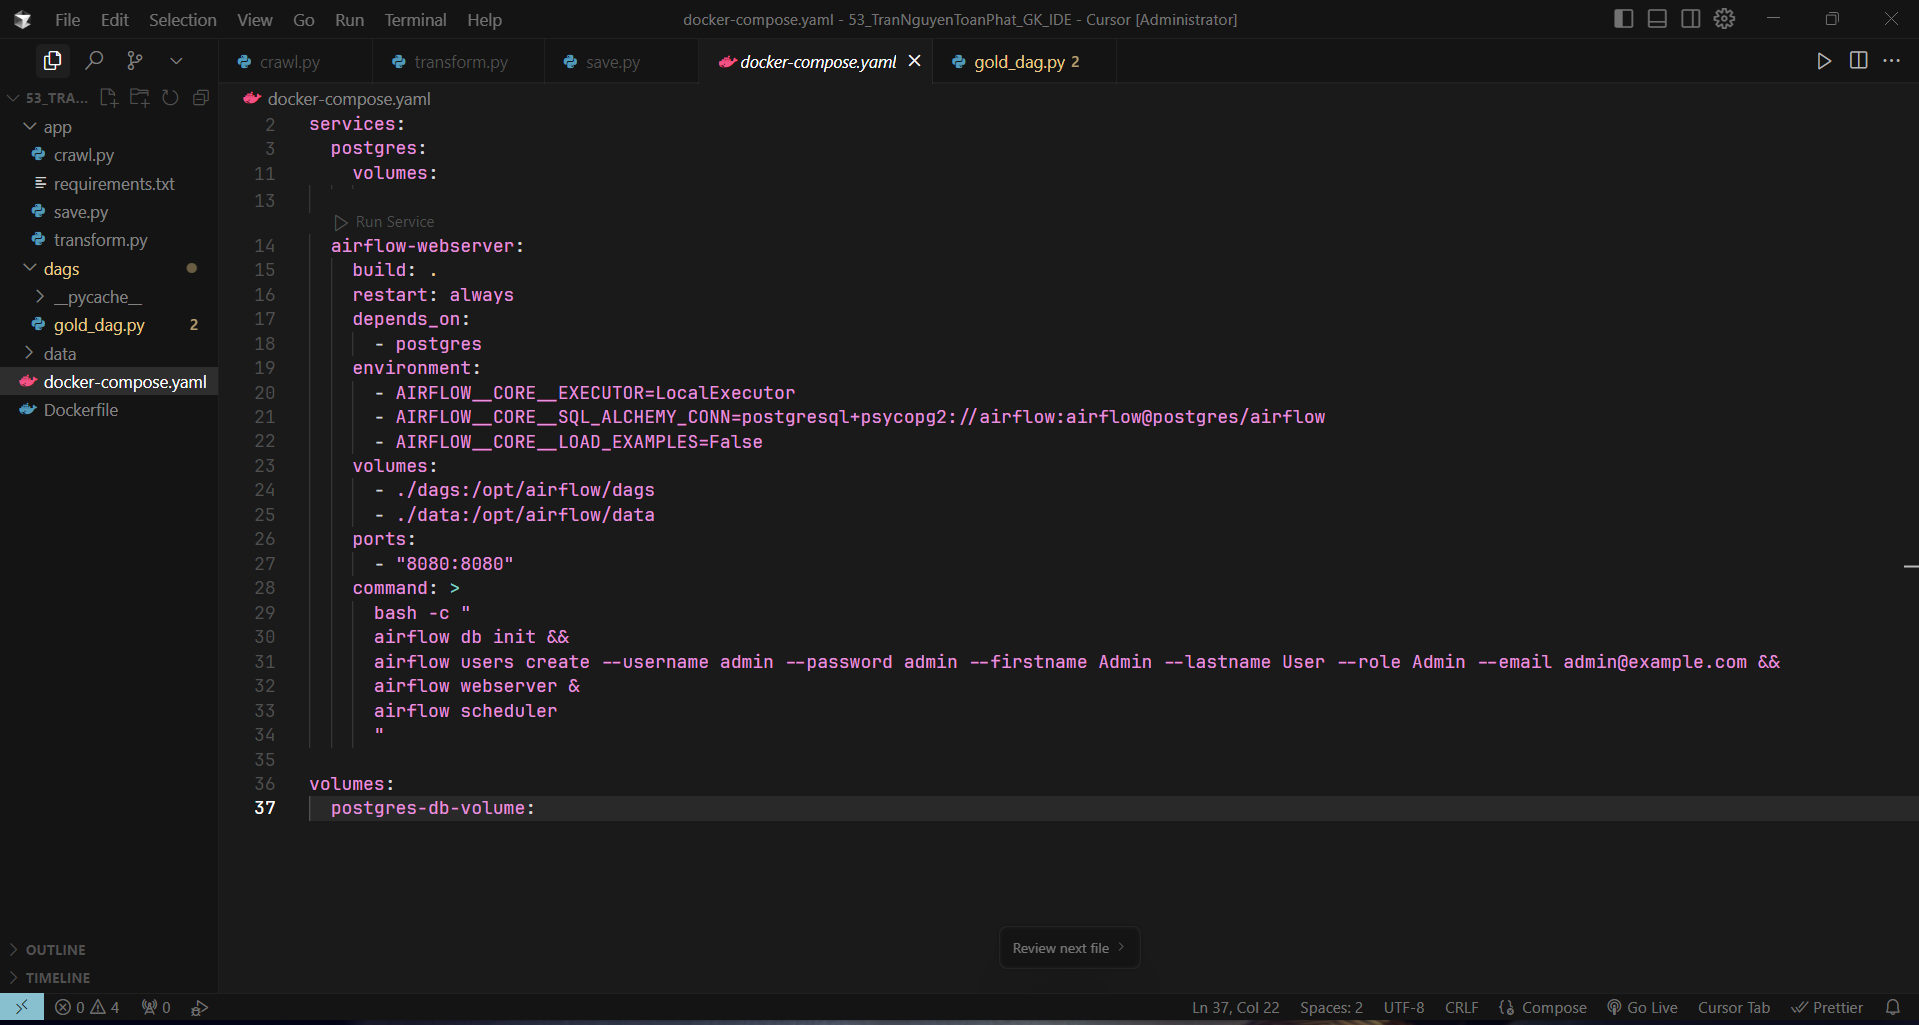 File Edit Selection View Go Run Terminal Help
docker-compose.yaml - 53_TranNguyenToanPhat_GK_IDE - Cursor [Administrator]
crawl.py
transform.py
save.py
docker-compose.yaml
gold_dag.py 2
53_TRA...
app
crawl.py
requirements.txt
save.py
transform.py
dags
__pycache__
gold_dag.py 2
data
docker-compose.yaml
Dockerfile
OUTLINE
TIMELINE
docker-compose.yaml
2 services:
3 postgres:
11 volumes:
13
Run Service
14 airflow-webserver:
15 build: .
16 restart: always
17 depends_on:
18 - postgres
19 environment:
20 - AIRFLOW__CORE__EXECUTOR=LocalExecutor
21 - AIRFLOW__CORE__SQL_ALCHEMY_CONN=postgresql+psycopg2://airflow:airflow@postgres/airflow
22 - AIRFLOW__CORE__LOAD_EXAMPLES=False
23 volumes:
24 - ./dags:/opt/airflow/dags
25 - ./data:/opt/airflow/data
26 ports:
27 - "8080:8080"
28 command: >
29 bash -c "
30 airflow db init &&
31 airflow users create --username admin --password admin --firstname Admin --lastname User --role Admin --email admin@example.com &&
32 airflow webserver &
33 airflow scheduler
34 "
35
36 volumes:
37 postgres-db-volume:
Review next file
0 4 0
Ln 37, Col 22 Spaces: 2 UTF-8 CRLF Compose Go Live Cursor Tab Prettier